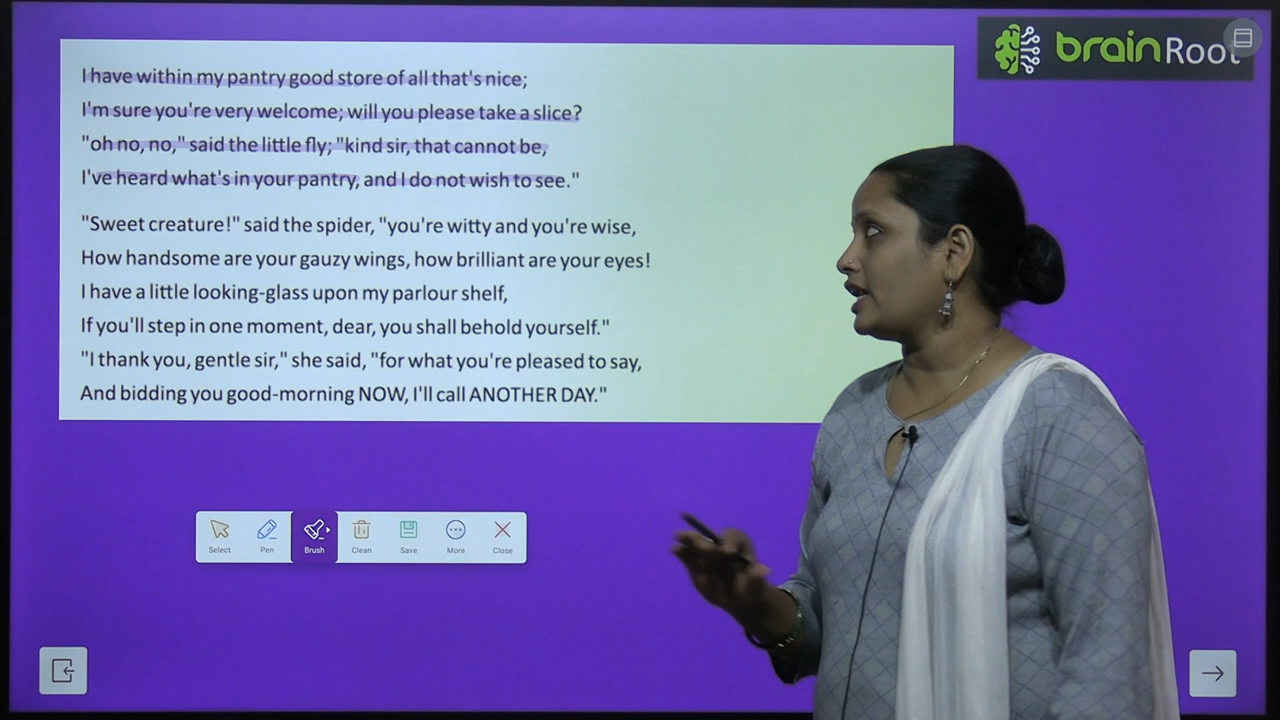 brainRoot
I have within my pantry good store of all that's nice;
I'm sure you're very welcome; will you please take a slice?
"oh no, no," said the little fly; "kind sir, that cannot be,
I've heard what's in your pantry, and I do not wish to see."
"Sweet creature!" said the spider, "you're witty and you're wise,
How handsome are your gauzy wings, how brilliant are your eyes!
I have a little looking-glass upon my parlour shelf,
If you'll step in one moment, dear, you shall behold yourself."
"I thank you, gentle sir," she said, "for what you're pleased to say,
And bidding you good-morning NOW, I'll call ANOTHER DAY."
Select Pen Brush Clean Save More Close